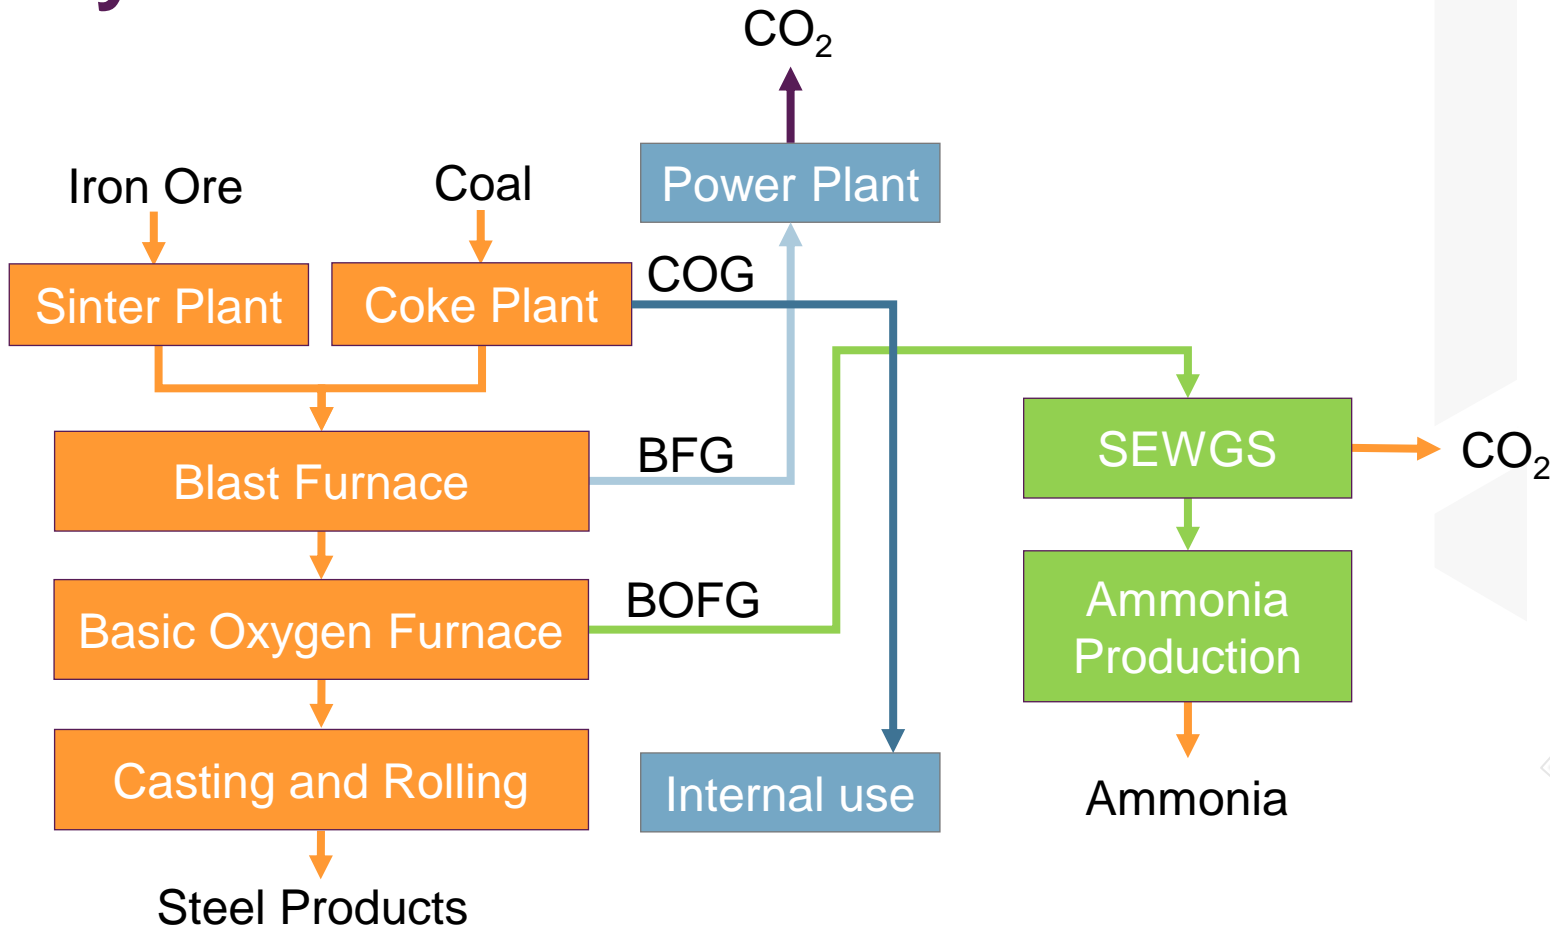 y
CO₂
Power Plant
Iron Ore
Coal
COG
Sinter Plant
Coke Plant
SEWGS
CO₂
BFG
Blast Furnace
BOFG
Basic Oxygen Furnace
Ammonia
Production
Casting and Rolling
Internal use
Ammonia
Steel Products